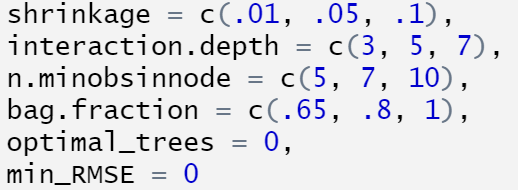 shrinkage = c(.01, .05, .1),
interaction.depth = c(3, 5, 7),
n.minobsinnode = c(5, 7, 10),
bag.fraction = c(.65, .8, 1),
optimal_trees = 0,
min_RMSE = 0